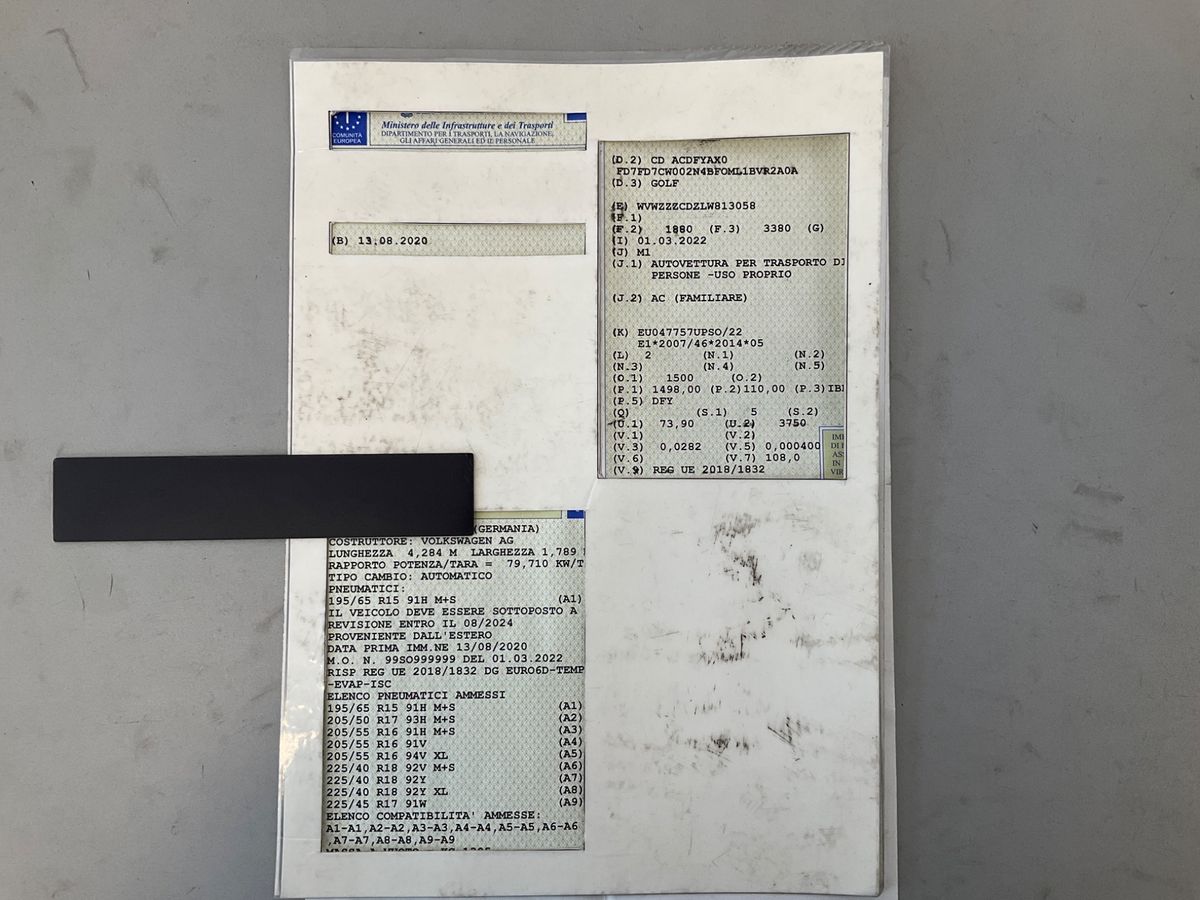 COMUNITÀ
EUROPEA
Ministero delle Infrastrutture e dei Trasporti
DIPARTIMENTO PER I TRASPORTI, LA NAVIGAZIONE,
GLI AFFARI GENERALI ED IL PERSONALE
(B) 13.08.2020
(GERMANIA)
COSTRUTTORE: VOLKSWAGEN AG
LUNGHEZZA 4,284 M LARGHEZZA 1,789
RAPPORTO POTENZA/TARA = 79,710 KW/T
TIPO CAMBIO: AUTOMATICO
PNEUMATICI:
195/65 R15 91H M+S (A1)
IL VEICOLO DEVE ESSERE SOTTOPOSTO A
REVISIONE ENTRO IL 08/2024
PROVENIENTE DALL'ESTERO
DATA PRIMA IMM.NE 13/08/2020
M.O. N. 99SO999999 DEL 01.03.2022
RISP REG UE 2018/1832 DG EURO6D-TEMP
-EVAP-ISC
ELENCO PNEUMATICI AMMESSI
195/65 R15 91H M+S (A1)
205/50 R17 93H M+S (A2)
205/55 R16 91H M+S (A3)
205/55 R16 91V (A4)
205/55 R16 94V XL (A5)
225/40 R18 92V M+S (A6)
225/40 R18 92Y (A7)
225/40 R18 92Y XL (A8)
225/45 R17 91W (A9)
ELENCO COMPATIBILITA' AMMESSE:
A1-A1,A2-A2,A3-A3,A4-A4,A5-A5,A6-A6
,A7-A7,A8-A8,A9-A9
(D.2) CD ACDFYAX0
FD7FD7CW002N4BFOML1BVR2A0A
(D.3) GOLF
(E) WVWZZZCDZLW813058
(F.1)
(F.2) 1880 (F.3) 3380 (G)
(I) 01.03.2022
(J) M1
(J.1) AUTOVETTURA PER TRASPORTO DI
PERSONE -USO PROPRIO
(J.2) AC (FAMILIARE)
(K) EU047757UPSO/22
E1*2007/46*2014*05
(L) 2 (N.1) (N.2)
(N.3) (N.4) (N.5)
(O.1) 1500 (O.2)
(P.1) 1498,00 (P.2)110,00 (P.3)
(P.5) DFY
(Q) (S.1) 5 (S.2)
(U.1) 73,90 (U.2) 3750
(V.1) (V.2)
(V.3) 0,0282 (V.5) 0,000400
(V.6) (V.7) 108,0
(V.9) REG UE 2018/1832